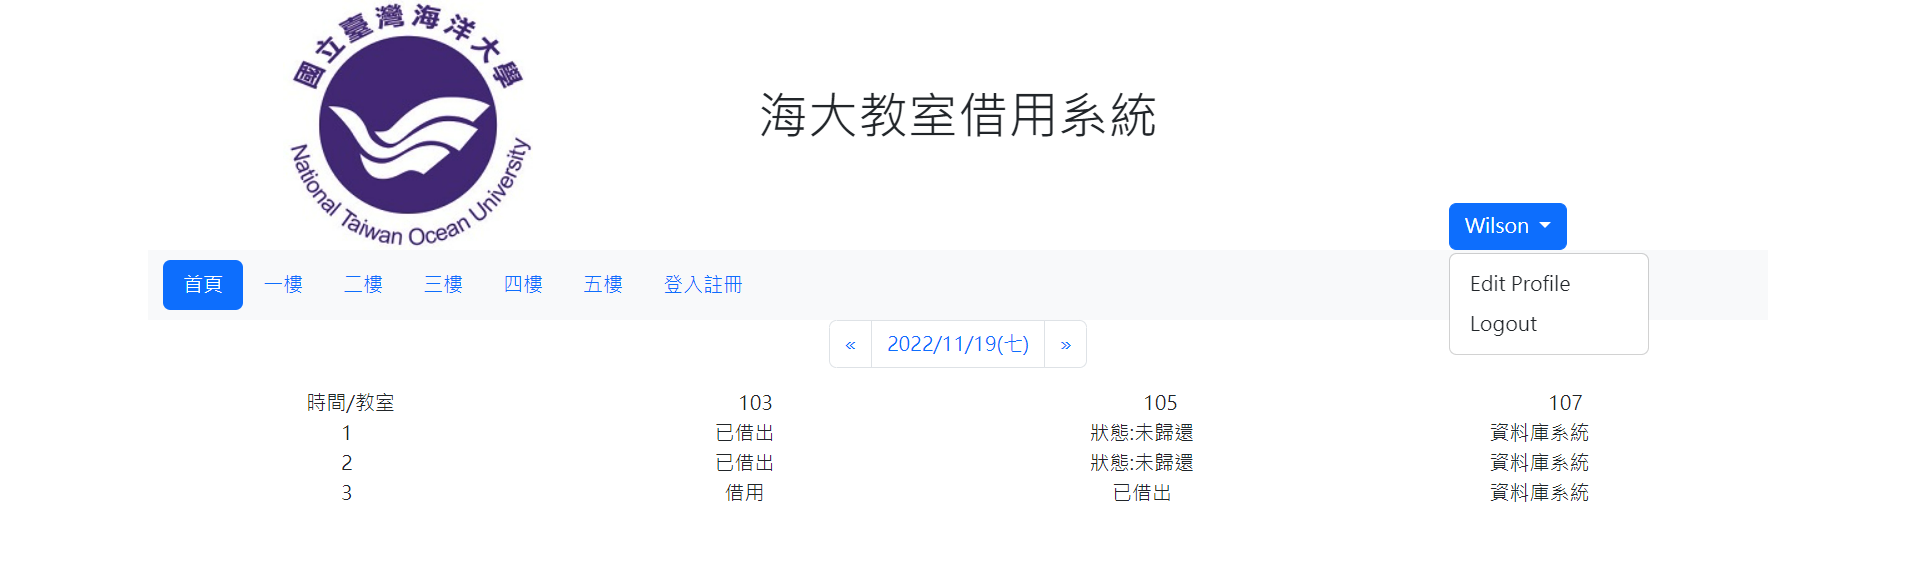 國立臺灣海洋大學
National Taiwan Ocean University
海大教室借用系統
Wilson
首頁 一樓 二樓 三樓 四樓 五樓 登入註冊
Edit Profile
Logout
« 2022/11/19(七) »
時間/教室 103 105 107
1 已借出 狀態:未歸還 資料庫系統
2 已借出 狀態:未歸還 資料庫系統
3 借用 已借出 資料庫系統